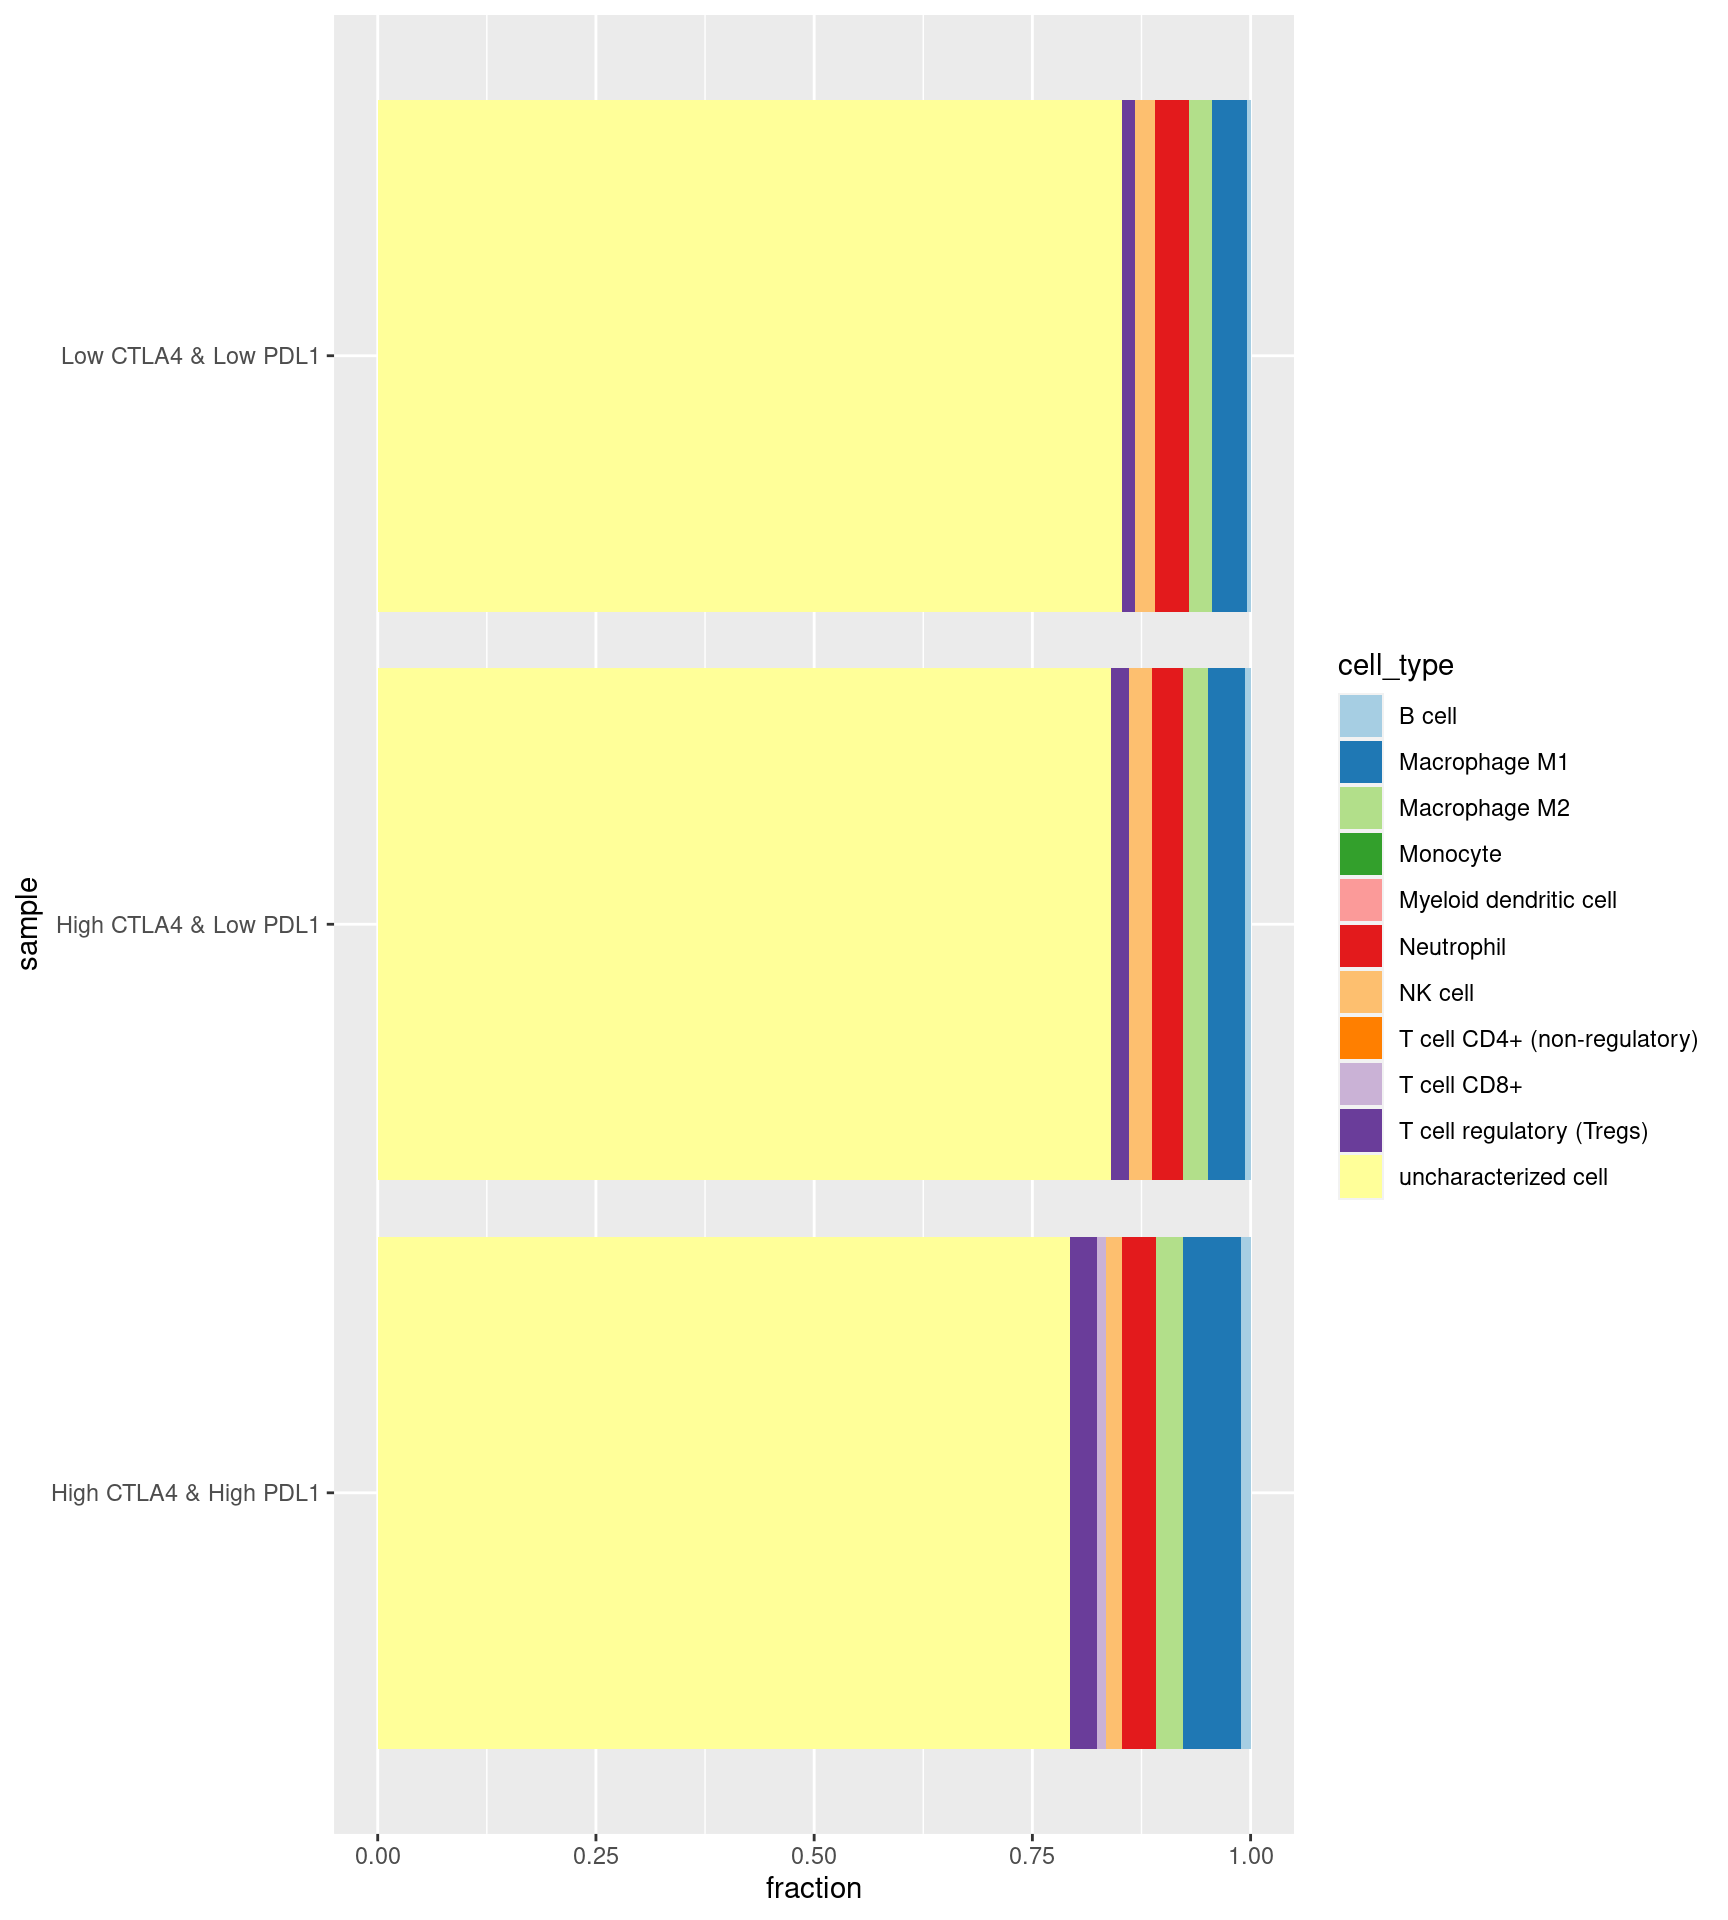 Low CTLA4 & Low PDL1
High CTLA4 & Low PDL1
High CTLA4 & High PDL1
sample
0.00 0.25 0.50 0.75 1.00
fraction
cell_type
B cell
Macrophage M1
Macrophage M2
Monocyte
Myeloid dendritic cell
Neutrophil
NK cell
T cell CD4+ (non-regulatory)
T cell CD8+
T cell regulatory (Tregs)
uncharacterized cell